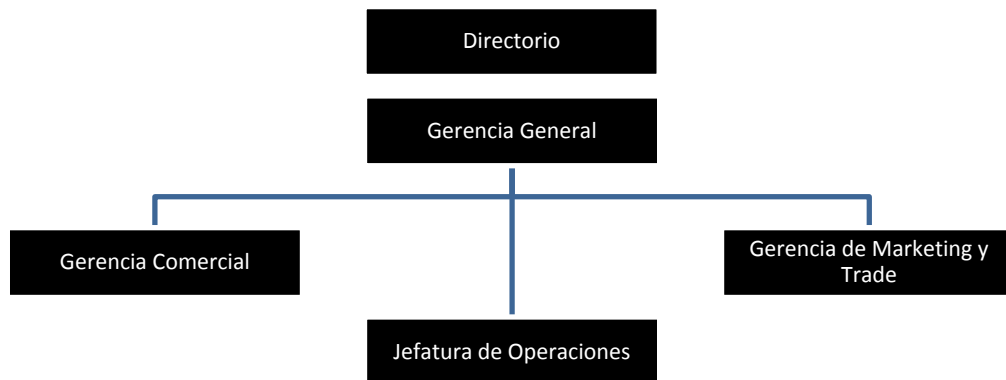 Directorio
Gerencia General
Gerencia Comercial
Gerencia de Marketing y
Trade
Jefatura de Operaciones